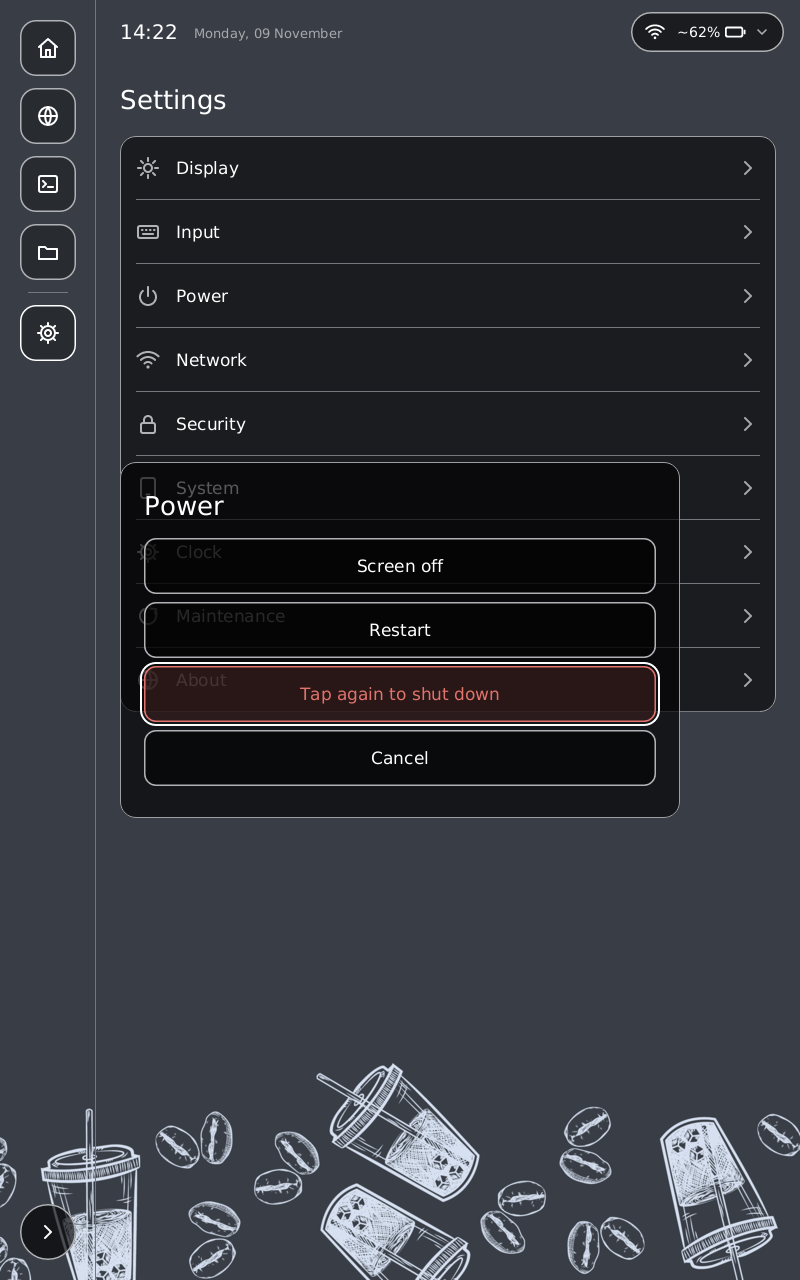 14:22 Monday, 09 November ~62%
Settings
Display
Input
Power
Network
Security
System
Power
Clock
Screen off
Maintenance
Restart
About
Tap again to shut down
Cancel